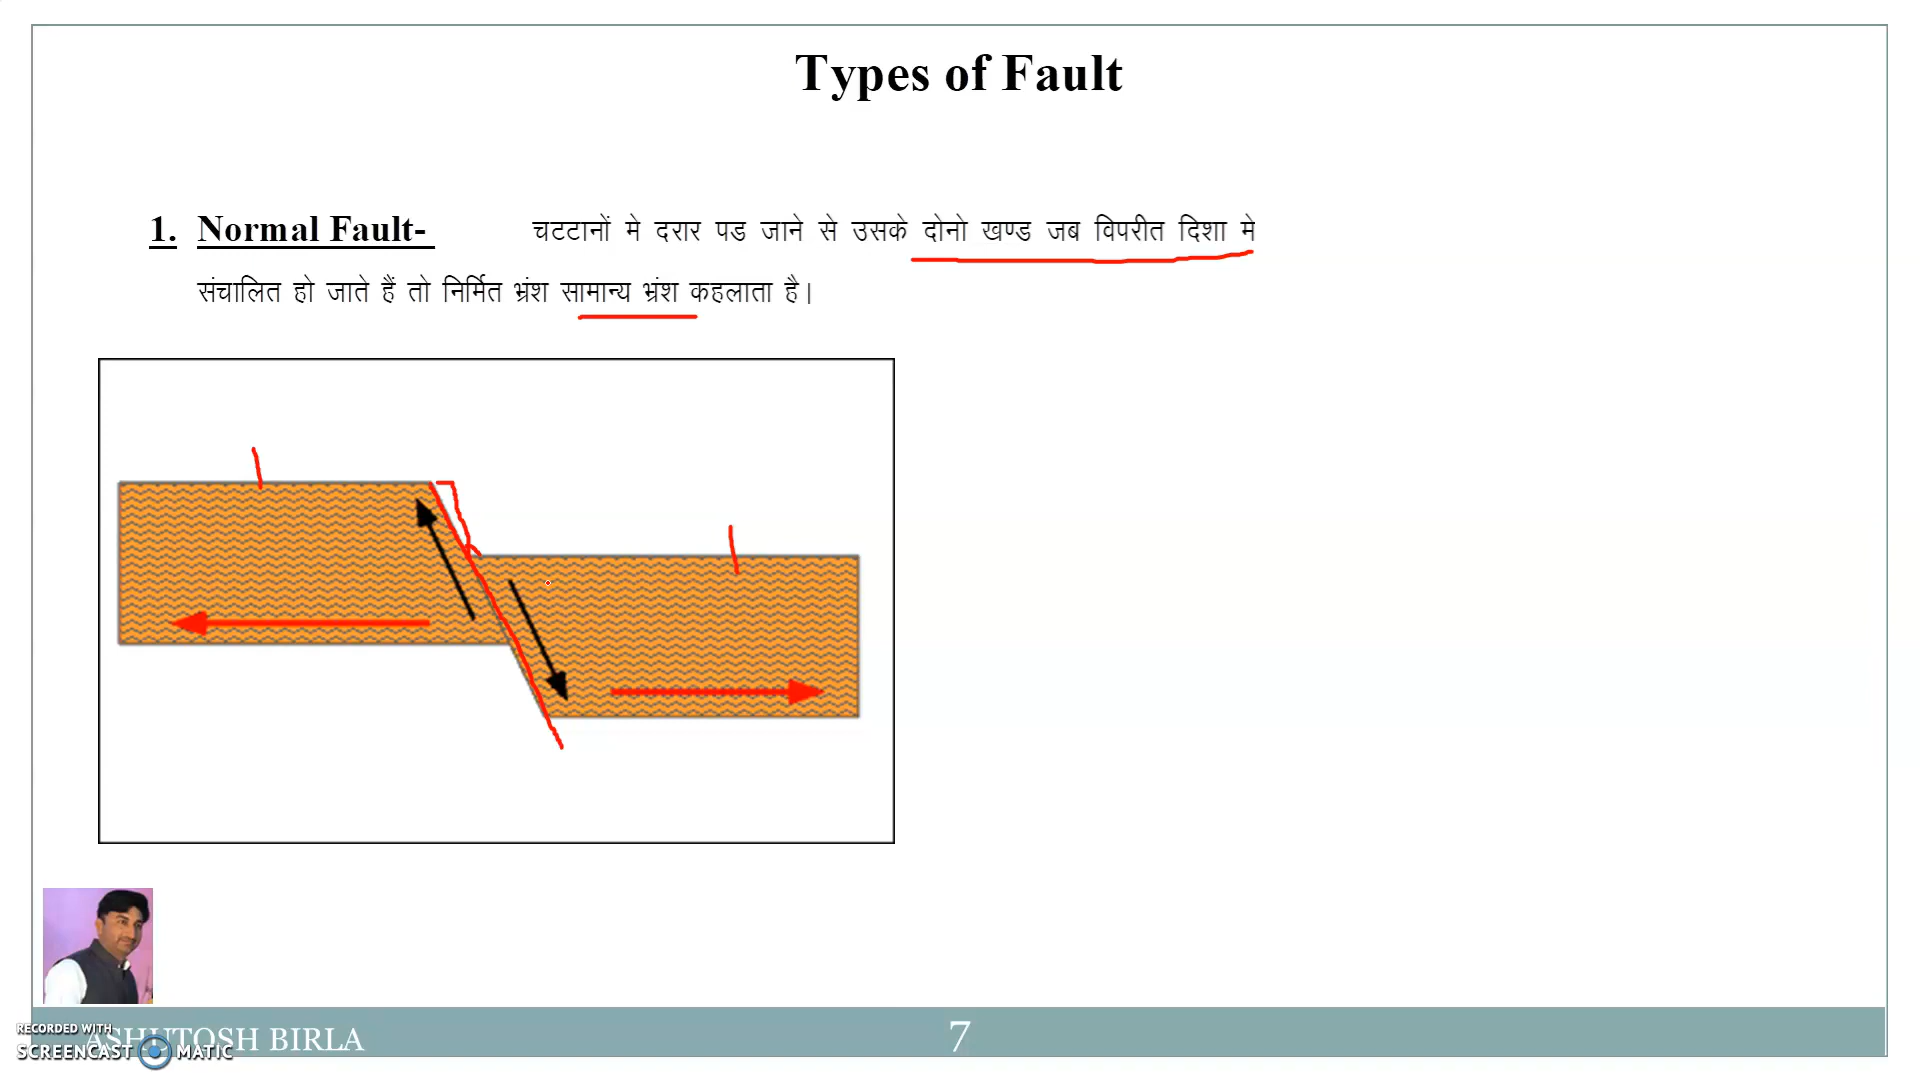 Types of Fault
1. Normal Fault- चटटानों मे दरार पड जाने से उसके दोनो खण्ड जब विपरीत दिशा मे
संचालित हो जाते हैं तो निर्मित भ्रंश सामान्य भ्रंश कहलाता है।
ASHUTOSH BIRLA
7
RECORDED WITH
SCREENCAST MATIC